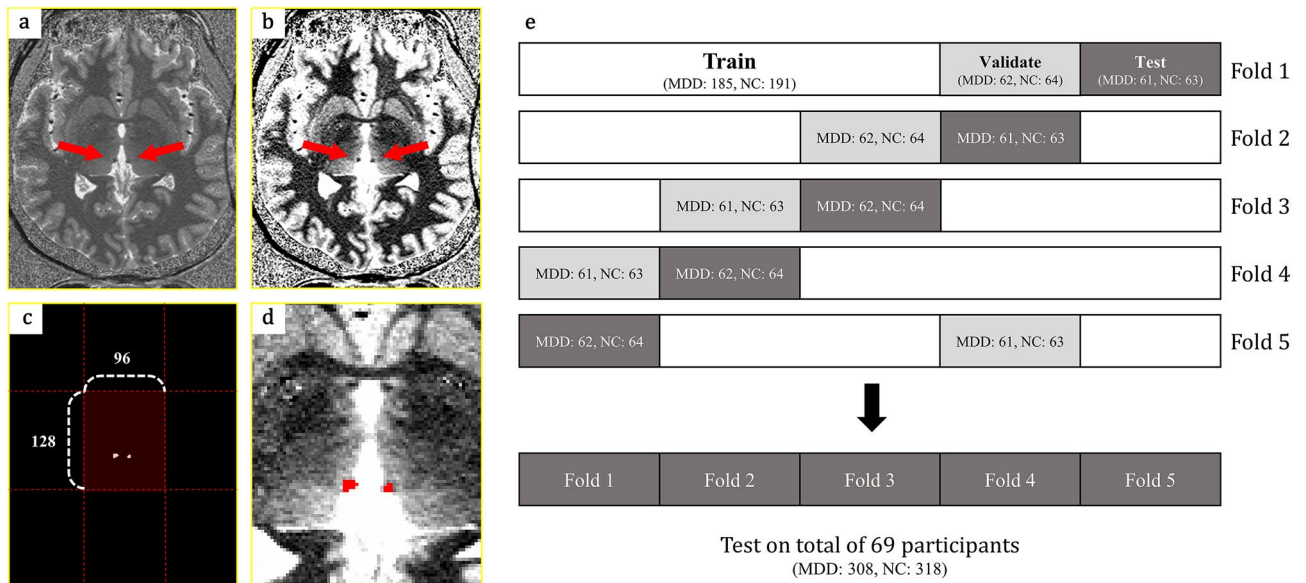 a
b
c
96
128
d
e
Train
(MDD: 185, NC: 191)
Validate
(MDD: 62, NC: 64)
Test
(MDD: 61, NC: 63)
Fold 1
MDD: 62, NC: 64
MDD: 61, NC: 63
Fold 2
MDD: 61, NC: 63
MDD: 62, NC: 64
Fold 3
MDD: 61, NC: 63
MDD: 62, NC: 64
Fold 4
MDD: 62, NC: 64
MDD: 61, NC: 63
Fold 5
Fold 1
Fold 2
Fold 3
Fold 4
Fold 5
Test on total of 69 participants
(MDD: 308, NC: 318)